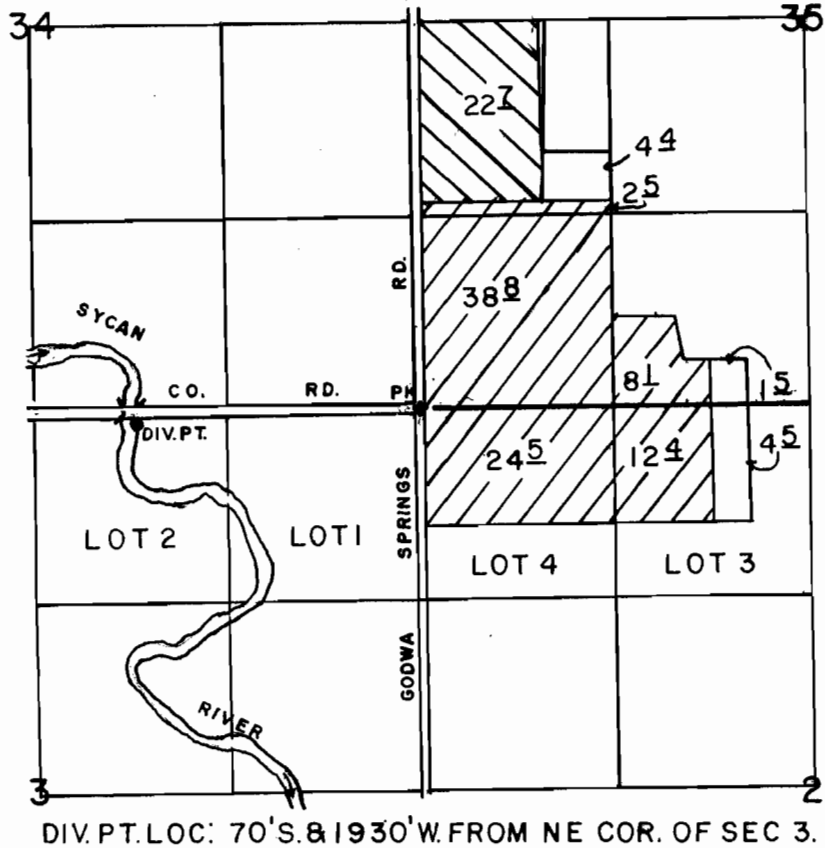 34 35
22 7
4 4
2 5
RD.
38 8
SYCAN
8 1
1 5
CO. RD. PK
DIV. PT.
24 5
12 4
4 5
SPRINGS
LOT 2
LOT 1
LOT 4
LOT 3
GODWA
RIVER
3 2
DIV. PT. LOC: 70'S. & 1930'W. FROM NE COR. OF SEC 3.